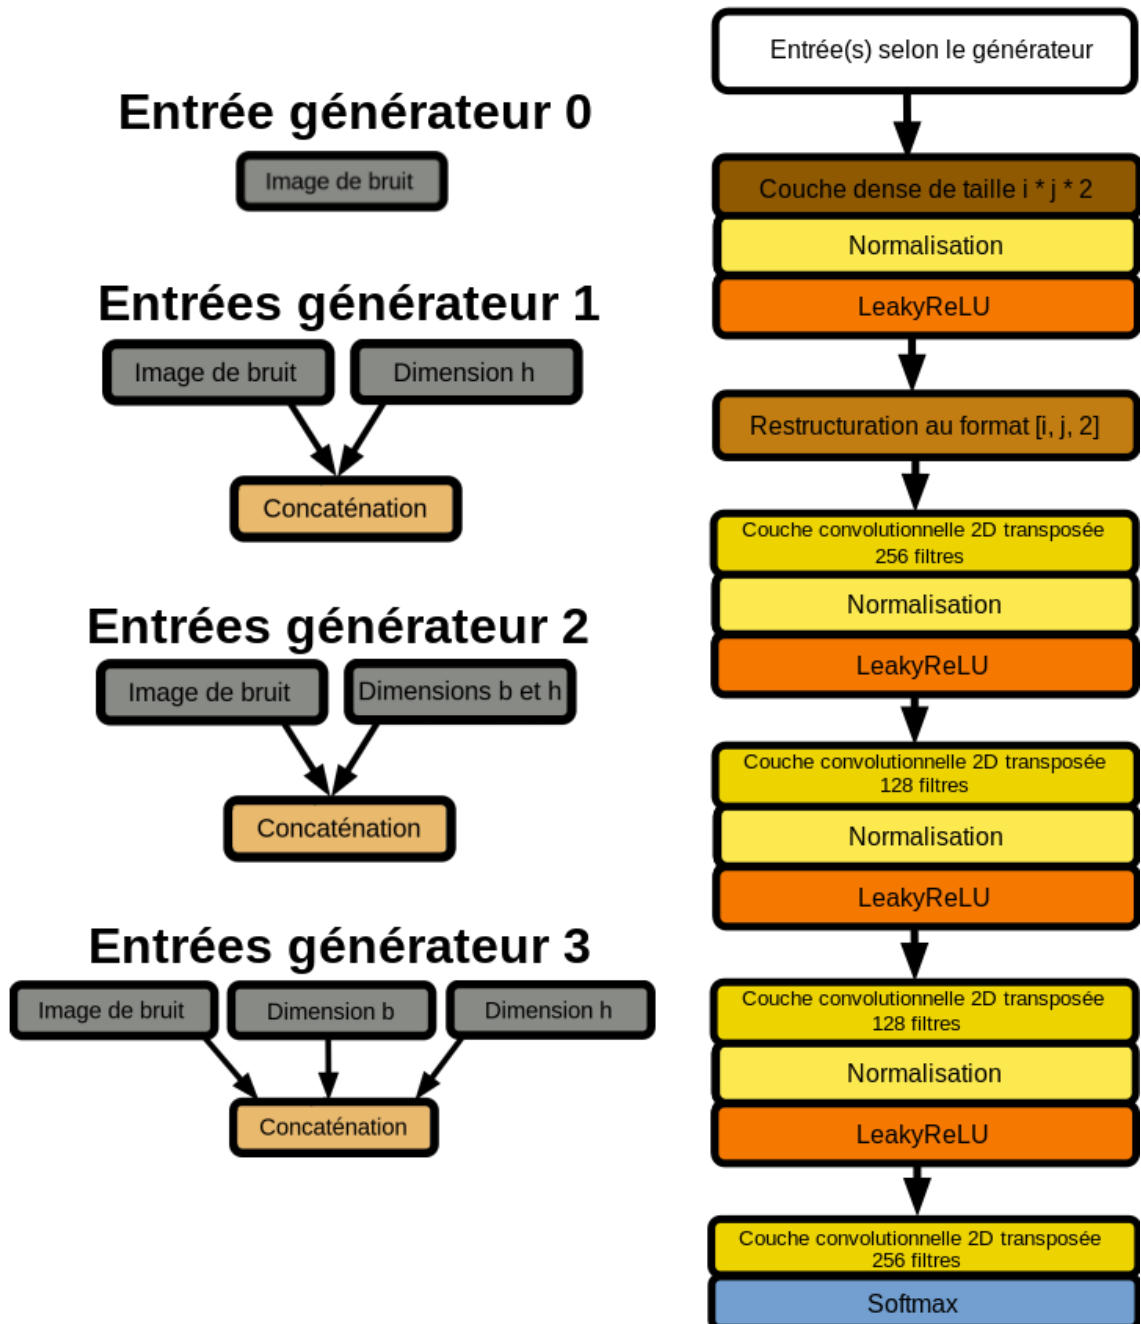 Entrée générateur 0
Image de bruit
Entrées générateur 1
Image de bruit
Dimension h
Concaténation
Entrées générateur 2
Image de bruit
Dimensions b et h
Concaténation
Entrées générateur 3
Image de bruit
Dimension b
Dimension h
Concaténation
Entrée(s) selon le générateur
Couche dense de taille i * j * 2
Normalisation
LeakyReLU
Restructuration au format [i, j, 2]
Couche convolutionnelle 2D transposée
256 filtres
Normalisation
LeakyReLU
Couche convolutionnelle 2D transposée
128 filtres
Normalisation
LeakyReLU
Couche convolutionnelle 2D transposée
128 filtres
Normalisation
LeakyReLU
Couche convolutionnelle 2D transposée
256 filtres
Softmax